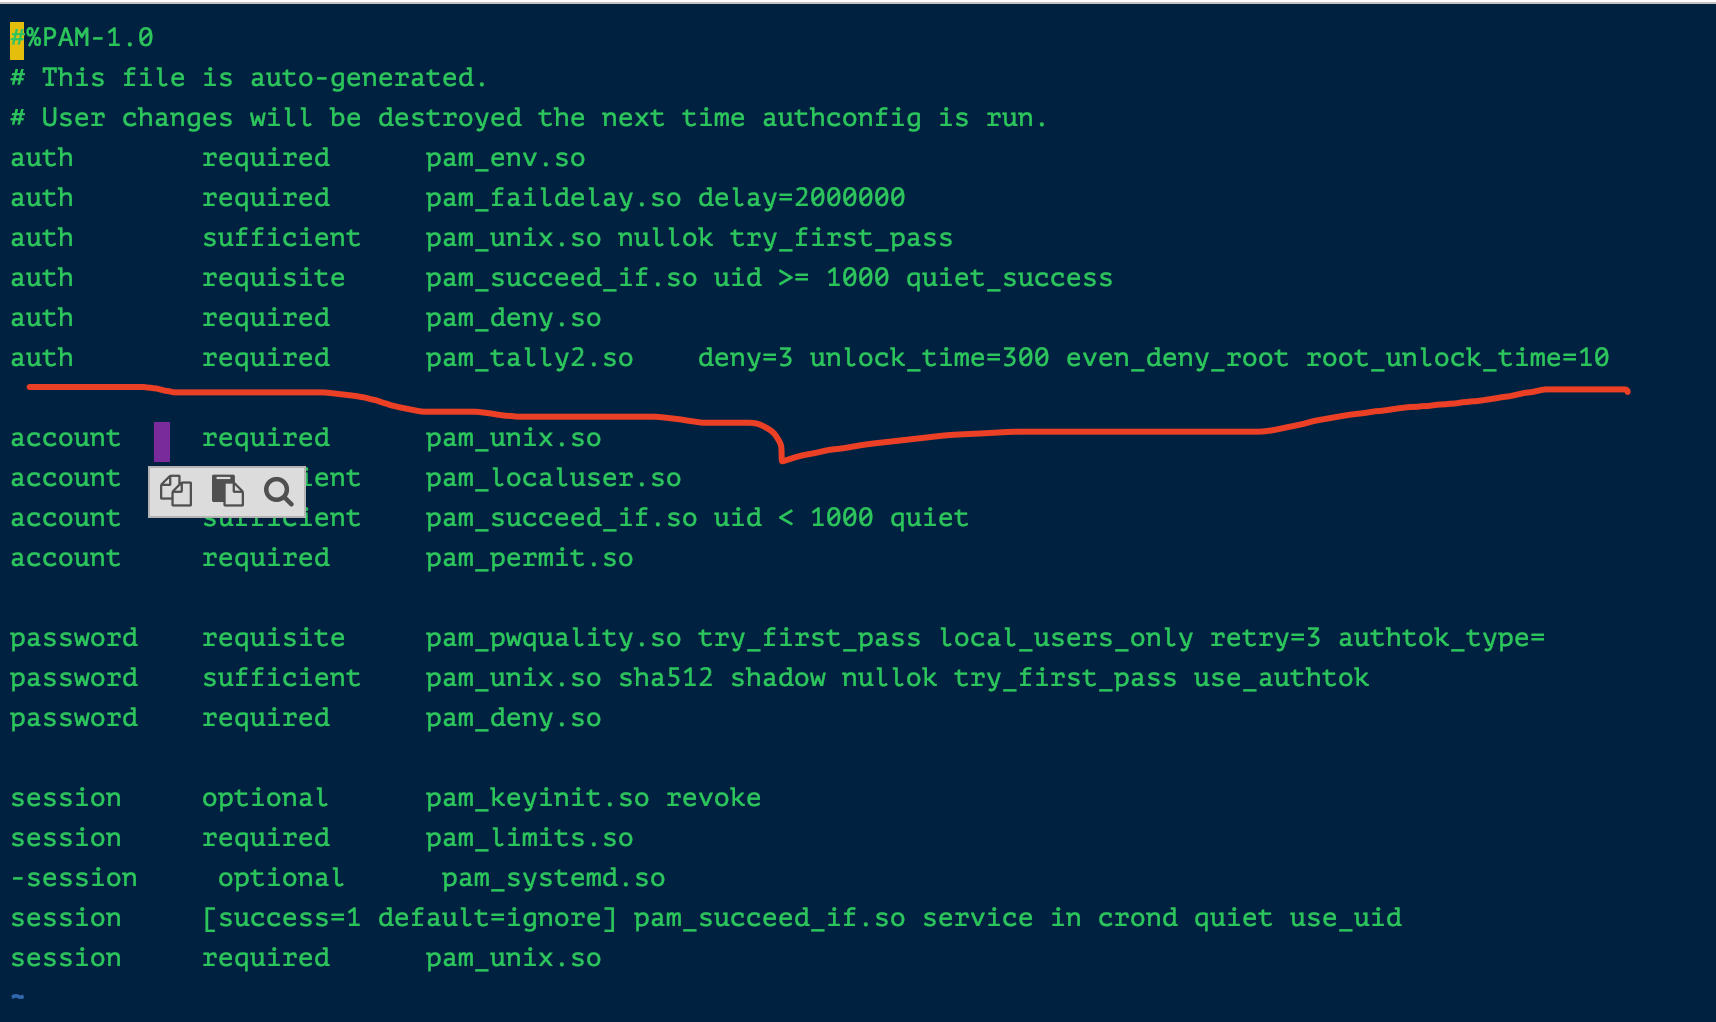 #%PAM-1.0
# This file is auto-generated.
# User changes will be destroyed the next time authconfig is run.
auth        required      pam_env.so
auth        required      pam_faildelay.so delay=2000000
auth        sufficient    pam_unix.so nullok try_first_pass
auth        requisite     pam_succeed_if.so uid >= 1000 quiet_success
auth        required      pam_deny.so
auth        required      pam_tally2.so    deny=3 unlock_time=300 even_deny_root root_unlock_time=10
account     required      pam_unix.so
account     ient    pam_localuser.so
account     sufficient    pam_succeed_if.so uid < 1000 quiet
account     required      pam_permit.so
password    requisite     pam_pwquality.so try_first_pass local_users_only retry=3 authtok_type=
password    sufficient    pam_unix.so sha512 shadow nullok try_first_pass use_authtok
password    required      pam_deny.so
session     optional      pam_keyinit.so revoke
session     required      pam_limits.so
-session     optional      pam_systemd.so
session     [success=1 default=ignore] pam_succeed_if.so service in crond quiet use_uid
session     required      pam_unix.so
~